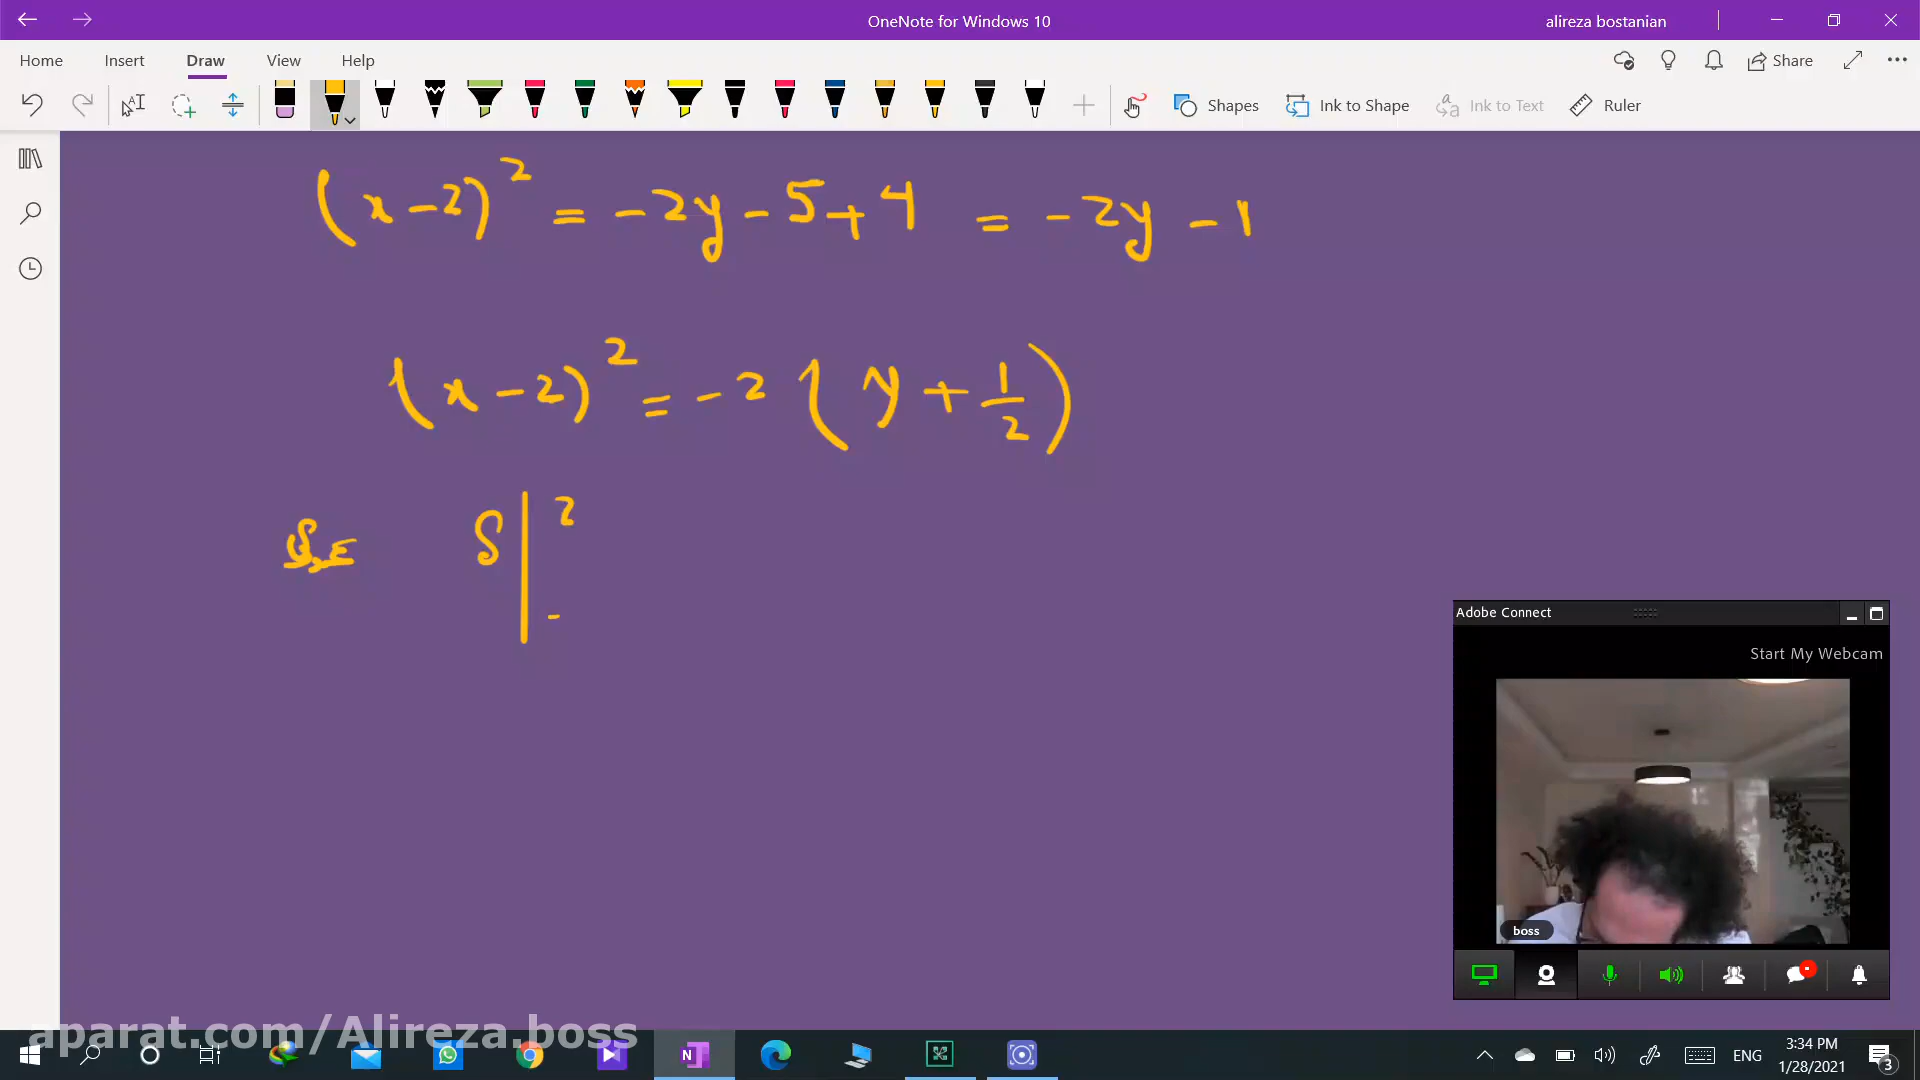 OneNote for Windows 10
alireza bostanian
Home Insert Draw View Help
Share
Shapes Ink to Shape Ink to Text Ruler
(x-2)² = -2y - 5 + 4 = -2y - 1
(x-2)² = -2 (y + 1/2)
S | 2
-
Adobe Connect
Start My Webcam
boss
aparat.com/Alireza.boss
ENG
3:34 PM
1/28/2021
3